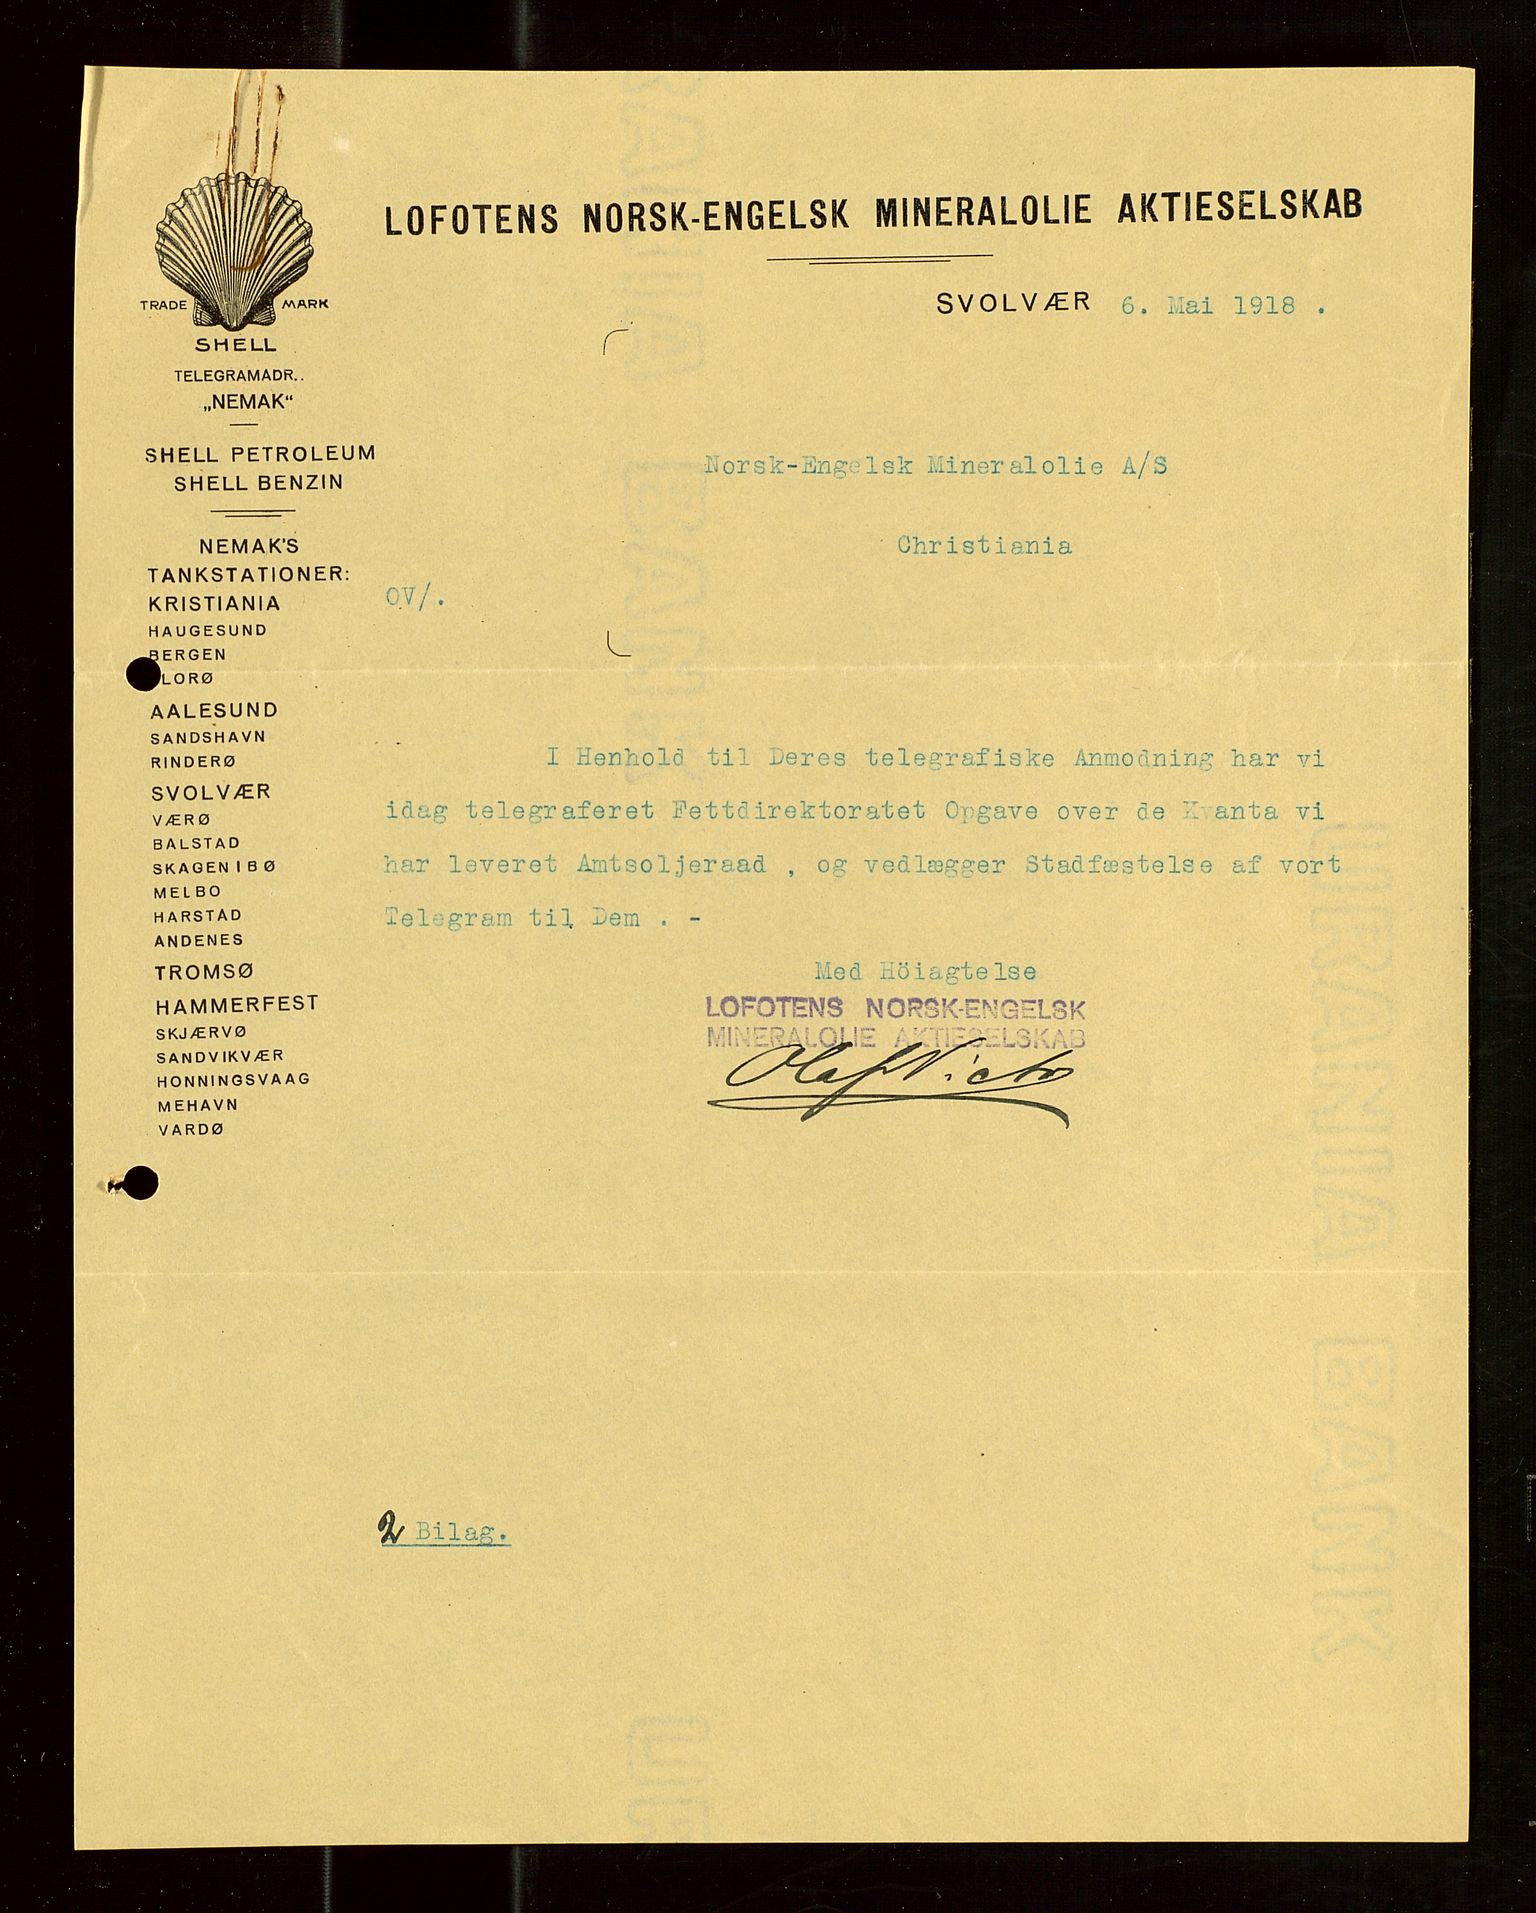 LOFOTENS NORSK-ENGELSK MINERALOLIE AKTIESELSKAB
SVOLVÆR 6. Mai 1918 .
TRADE MARK
SHELL
TELEGRAMADR..
„NEMAK“
SHELL PETROLEUM
SHELL BENZIN
NEMAK'S
TANKSTATIONER:
KRISTIANIA
HAUGESUND
BERGEN
LORØ
AALESUND
SANDSHAVN
RINDERØ
SVOLVÆR
VÆRØ
BALSTAD
SKAGEN I BØ
MELBO
HARSTAD
ANDENES
TROMSØ
HAMMERFEST
SKJÆRVØ
SANDVIKVÆR
HONNINGSVAAG
MEHAVN
VARDØ
Norsk-Engelsk Mineralolie A/S
Christiania
OV/.
I Henhold til Deres telegrafiske Anmodning har vi
idag telegraferet Fettdirektoratet Opgave over de Kvanta vi
har leveret Amtsoljeraad , og vedlægger Stadfæstelse af vort
Telegram til Dem . -
Med Höiagtelse
LOFOTENS NORSK-ENGELSK
MINERALOLIE AKTIESELSKAB
Olaf
2 Bilag.